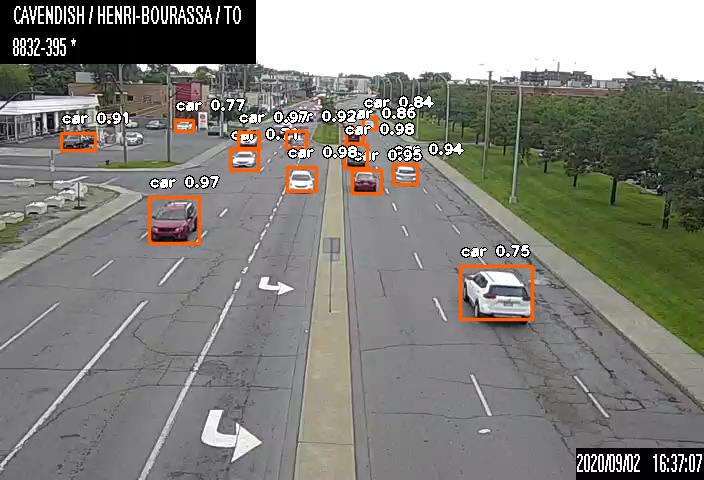 CAVENDISH / HENRI-BOURASSA / TO
8832-395 *
car 0.84
car 0.77
car 0.86
car 0.97
car 0.92
car 0.91
car 0.98
car 0.98
car 0.95
0.94
car 0.97
car 0.75
2020/09/02 16:37:07